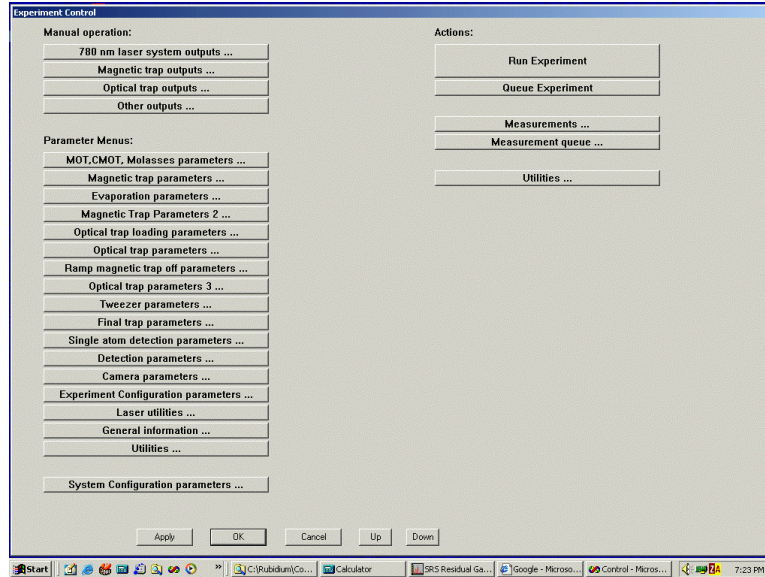 Experiment Control
Manual operation:
780 nm laser system outputs ...
Magnetic trap outputs ...
Optical trap outputs ...
Other outputs ...
Parameter Menus:
MOT,CMOT, Molasses parameters ...
Magnetic trap parameters ...
Evaporation parameters ...
Magnetic Trap Parameters 2 ...
Optical trap loading parameters ...
Optical trap parameters ...
Ramp magnetic trap off parameters ...
Optical trap parameters 3 ...
Tweezer parameters ...
Final trap parameters ...
Single atom detection parameters ...
Detection parameters ...
Camera parameters ...
Experiment Configuration parameters ...
Laser utilities ...
General information ...
Utilities ...
System Configuration parameters ...
Actions:
Run Experiment
Queue Experiment
Measurements ...
Measurement queue ...
Utilities ...
Apply OK Cancel Up Down
Start » C:\Rubidium\Co... Calculator SRS Residual Ga... Google - Microso... Control - Micros... 7:23 PM